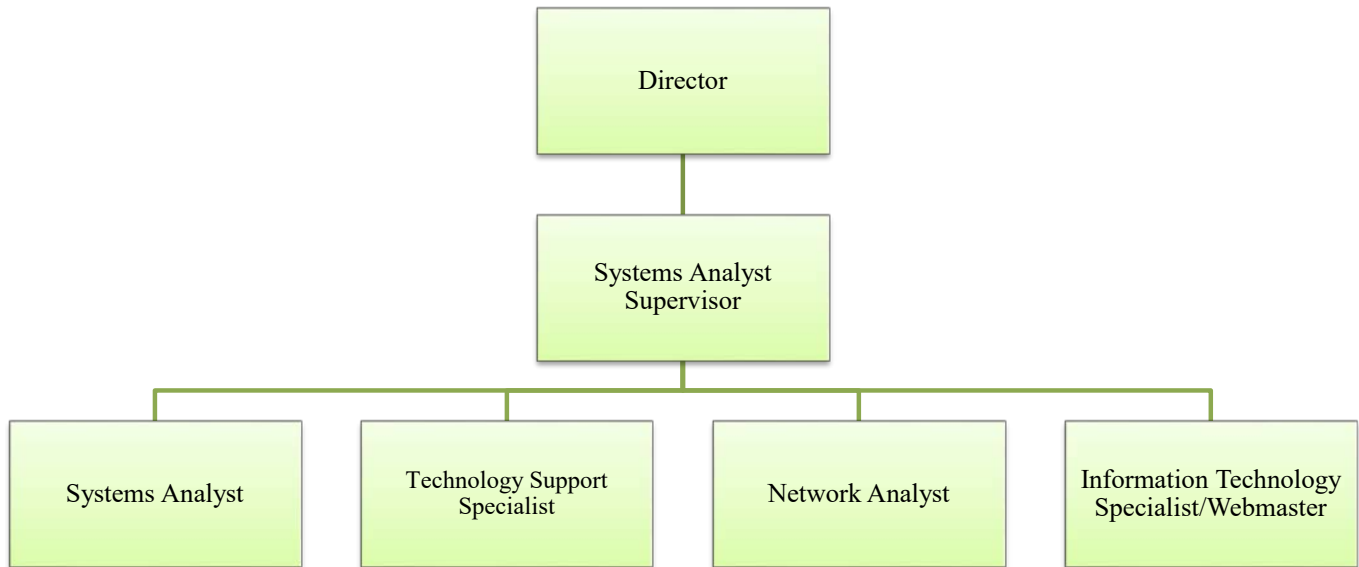 Director
Systems Analyst
Supervisor
Systems Analyst
Technology Support
Specialist
Network Analyst
Information Technology
Specialist/Webmaster